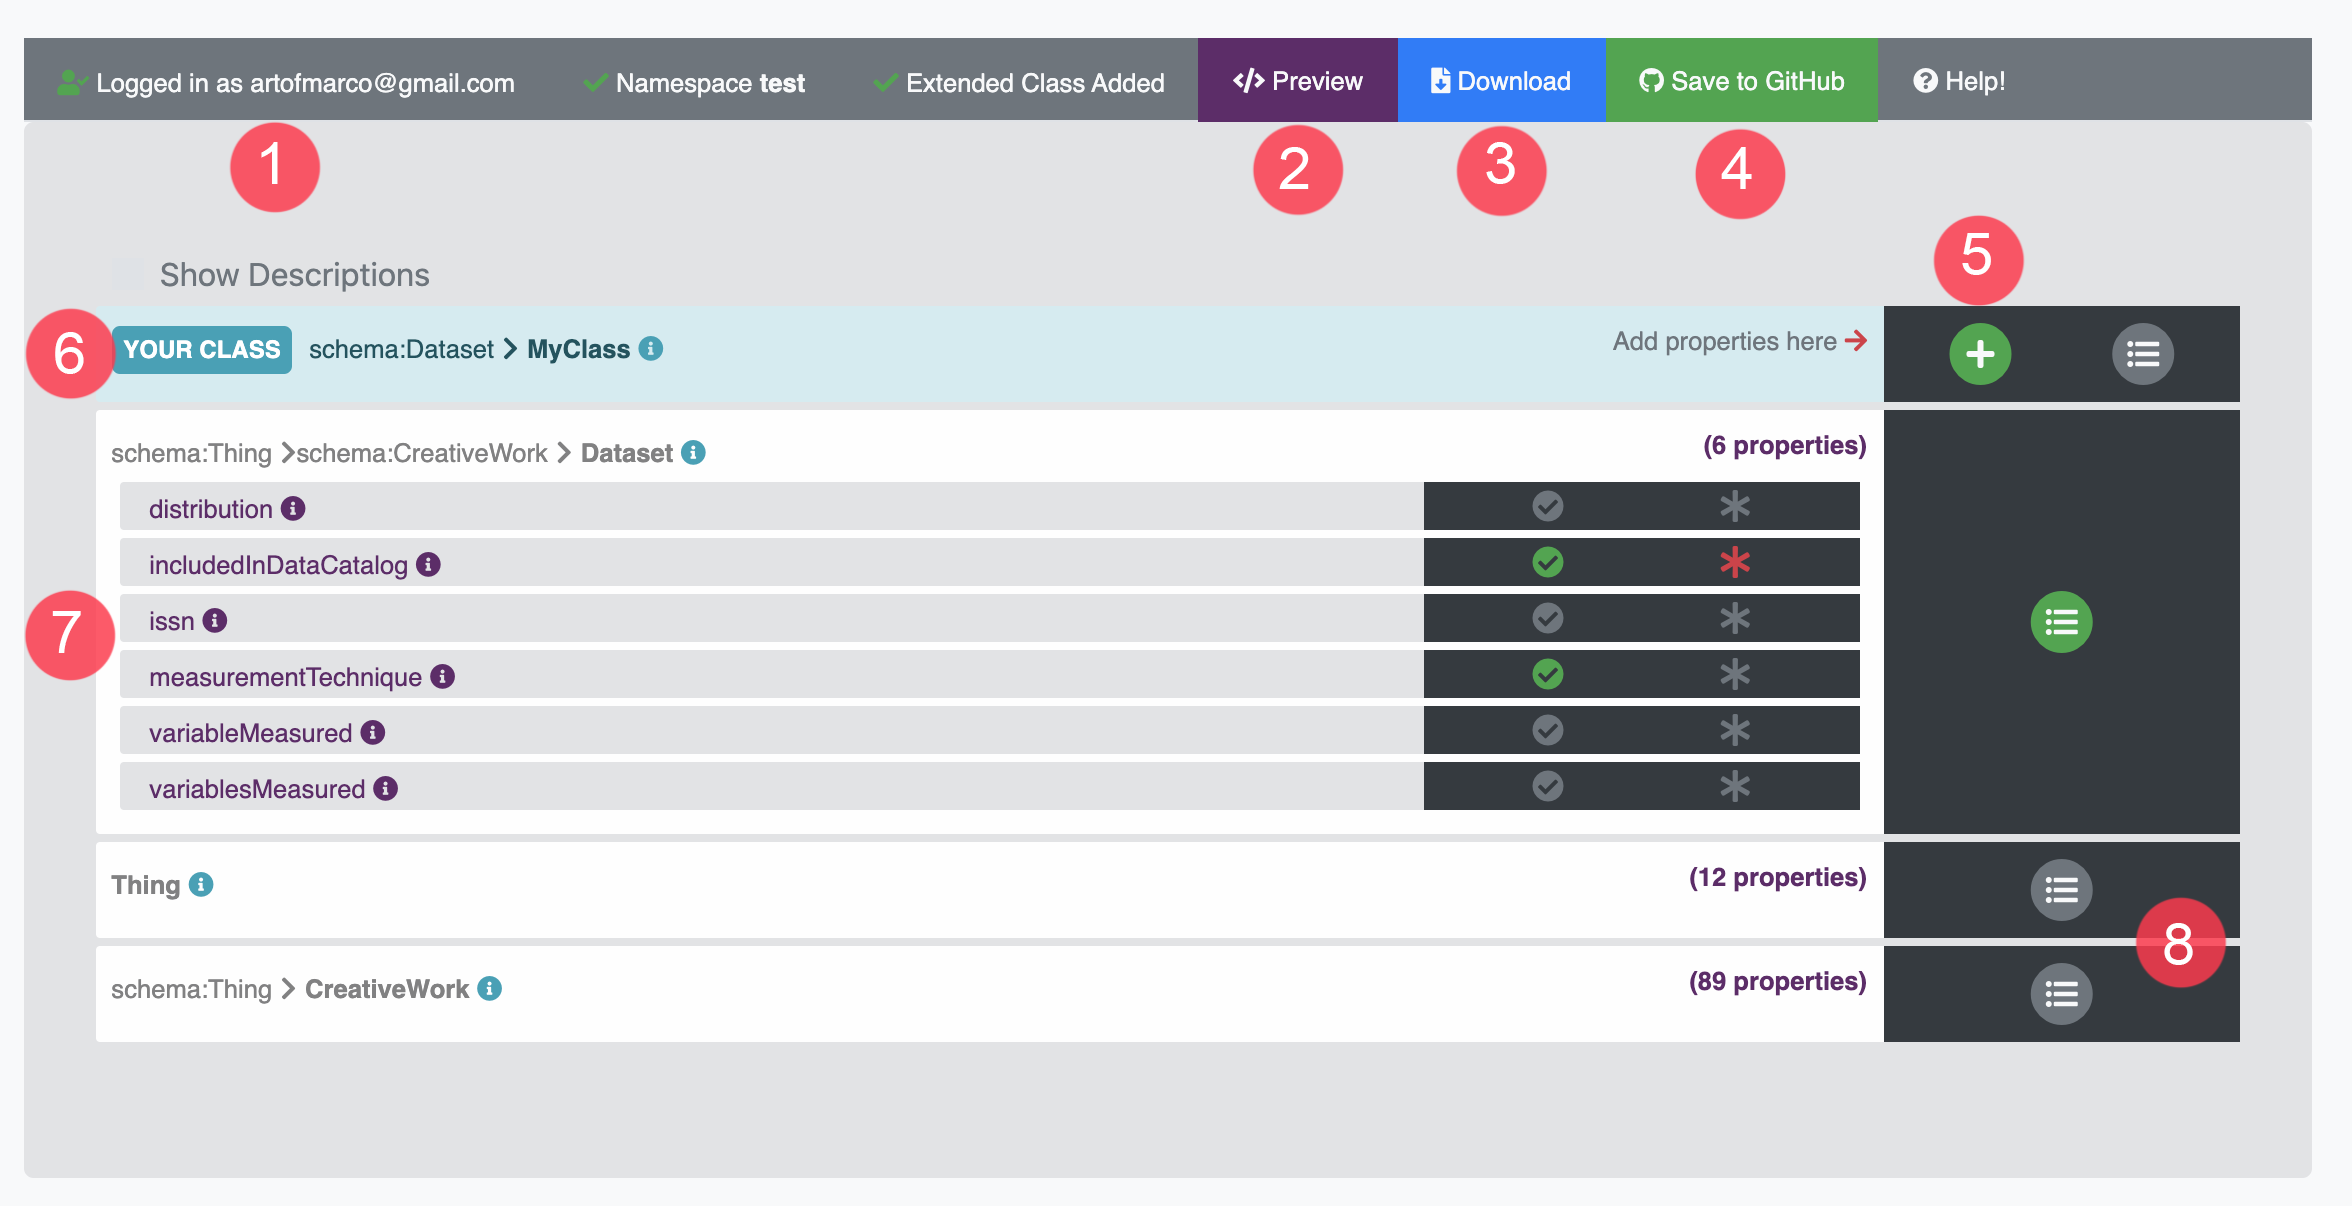 Logged in as artofmarco@gmail.com Namespace test Extended Class Added Preview Download Save to GitHub Help!
1 2 3 4
5
Show Descriptions
6 YOUR CLASS schema:Dataset MyClass Add properties here
schema:Thing schema:CreativeWork Dataset (6 properties)
distribution
includedInDataCatalog
issn
7
measurementTechnique
variableMeasured
variablesMeasured
Thing (12 properties)
8
schema:Thing CreativeWork (89 properties)